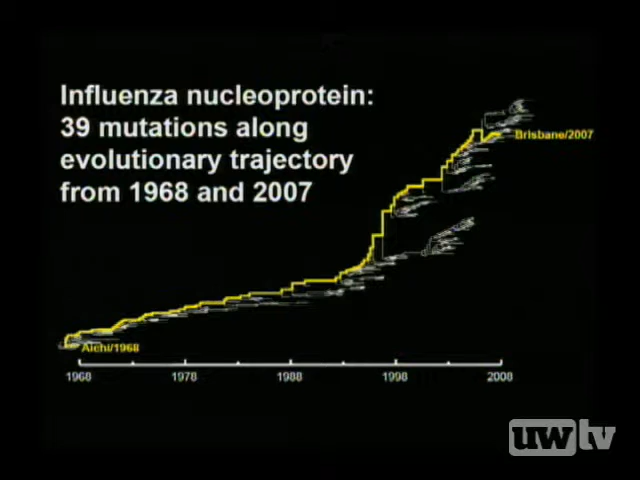 Influenza nucleoprotein:
39 mutations along
evolutionary trajectory
from 1968 and 2007
Brisbane/2007
Aichi/1968
1968 1978 1988 1998 2008
uwtv